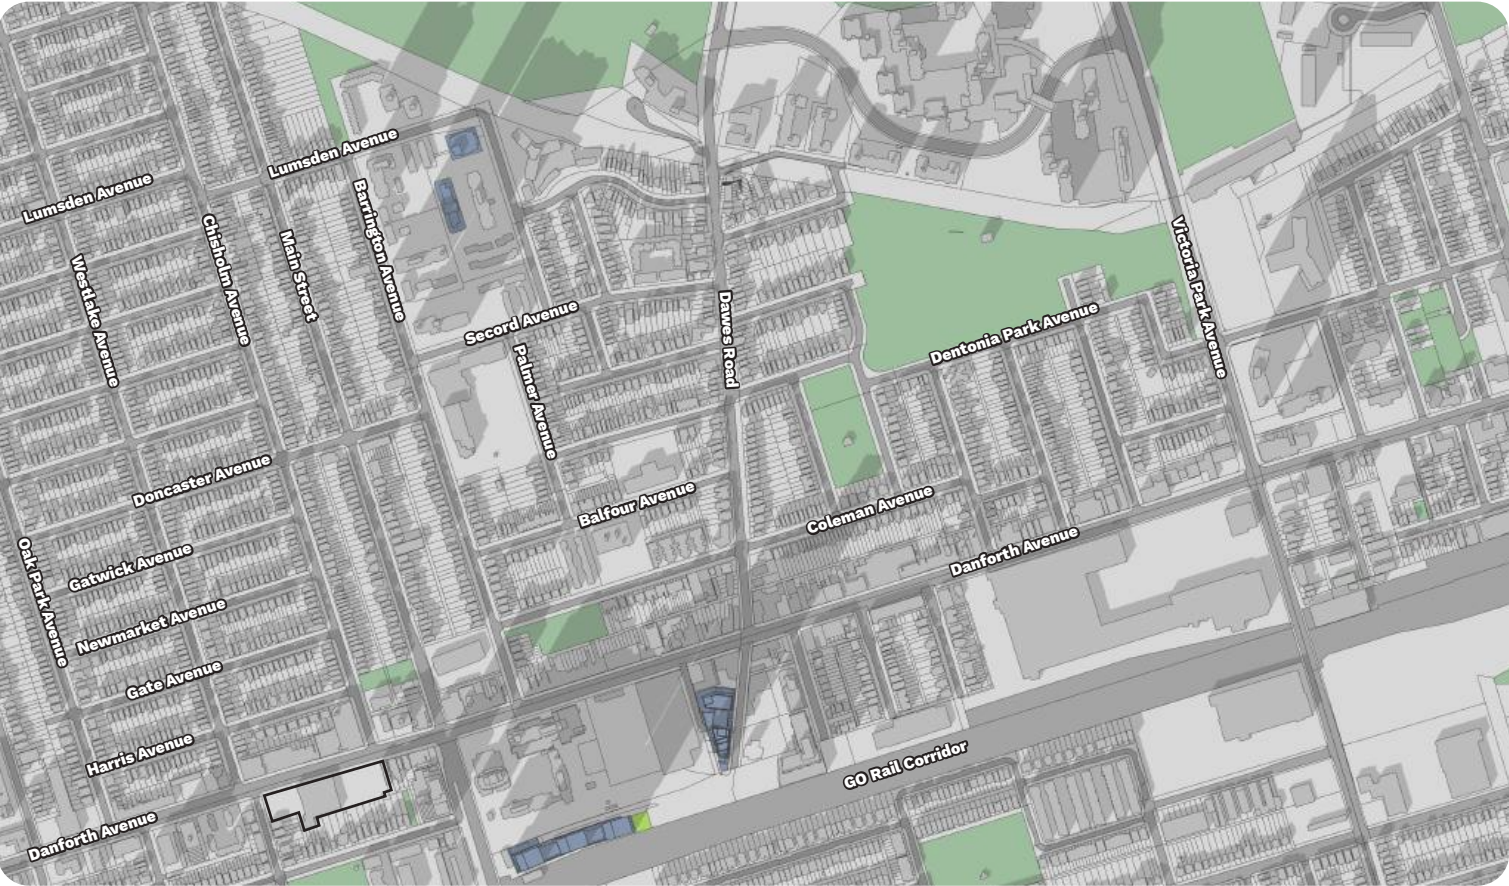 Lumsden Avenue
Lumsden Avenue
Barrington Avenue
Chisholm Avenue
Main Street
Westlake Avenue
Victoria Park Avenue
Secord Avenue
Dawes Road
Dentonia Park Avenue
Palmer Avenue
Doncaster Avenue
Balfour Avenue
Coleman Avenue
Danforth Avenue
Oak Park Avenue
Gatwick Avenue
Newmarket Avenue
Gate Avenue
Harris Avenue
GO Rail Corridor
Danforth Avenue